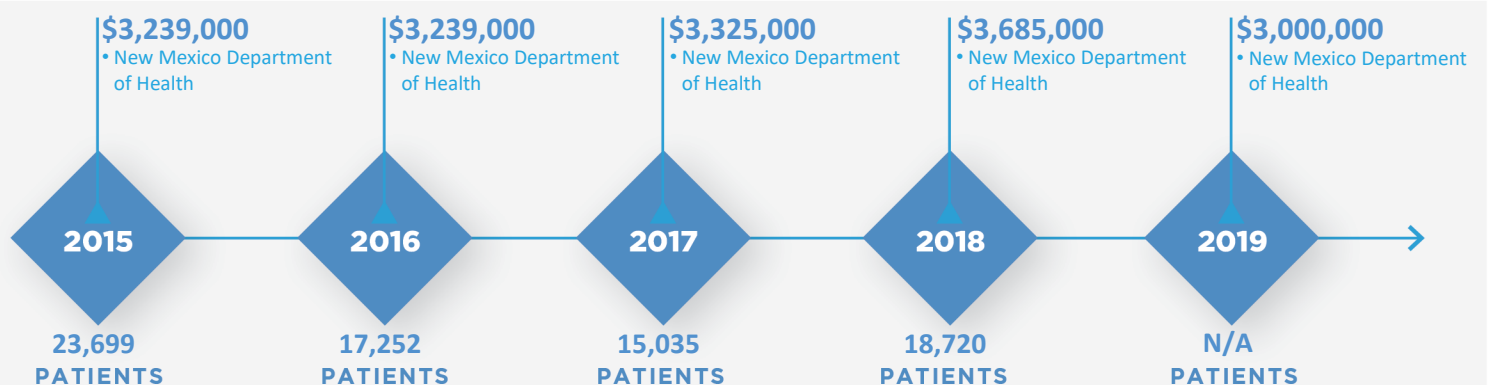 $3,239,000
• New Mexico Department
of Health
$3,239,000
• New Mexico Department
of Health
$3,325,000
• New Mexico Department
of Health
$3,685,000
• New Mexico Department
of Health
$3,000,000
• New Mexico Department
of Health
2015
2016
2017
2018
2019
23,699
PATIENTS
17,252
PATIENTS
15,035
PATIENTS
18,720
PATIENTS
N/A
PATIENTS